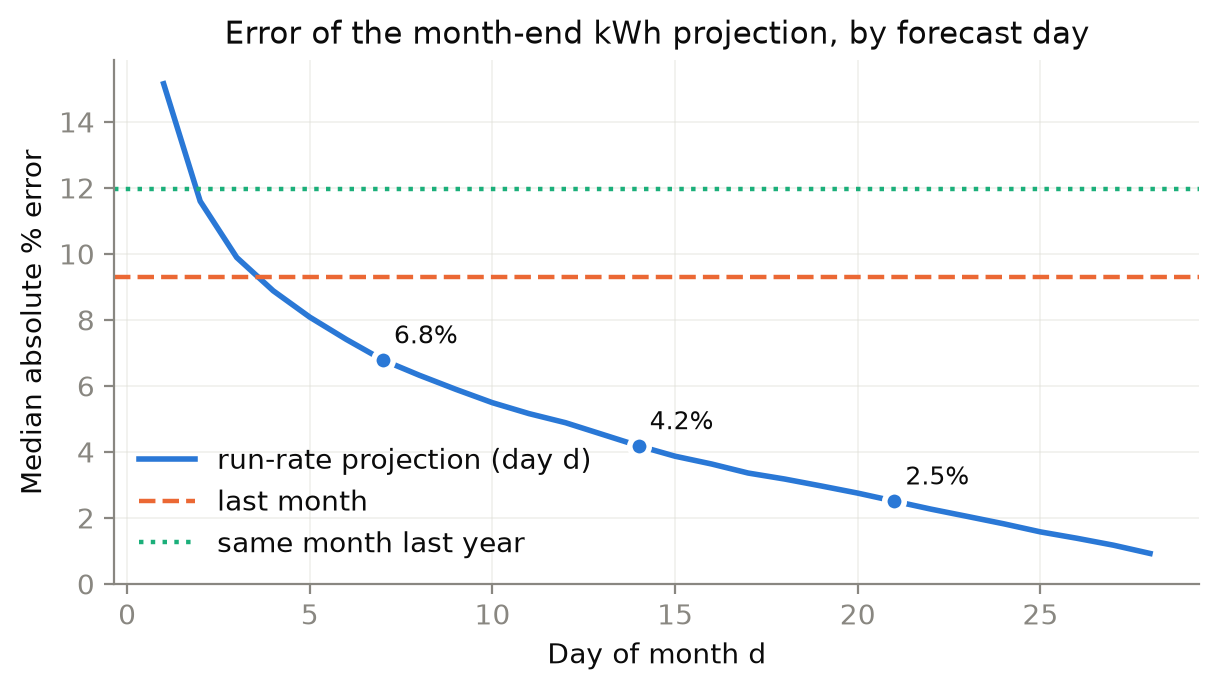 Error of the month-end kWh projection, by forecast day
Median absolute % error
14
12
10
8
6
4
2
0
6.8%
4.2%
2.5%
run-rate projection (day d)
last month
same month last year
0 5 10 15 20 25
Day of month d